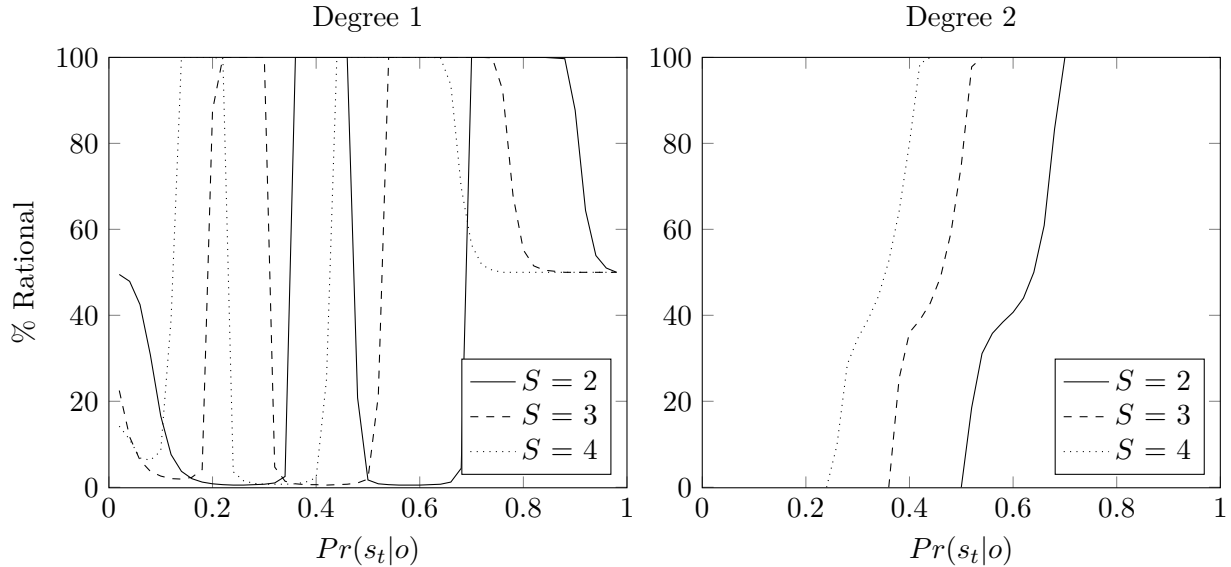 Degree 1
% Rational
100
80
60
40
20
0
0 0.2 0.4 0.6 0.8 1
Pr(s_t|o)
S = 2
S = 3
S = 4
Degree 2
100
80
60
40
20
0
0 0.2 0.4 0.6 0.8 1
Pr(s_t|o)
S = 2
S = 3
S = 4